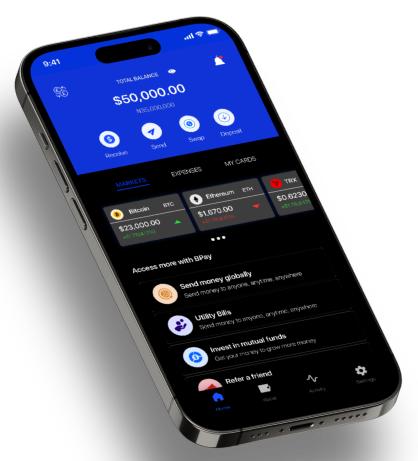 9:41
TOTAL BALANCE
$50,000.00
₦35,000,000
Receive
Send
Swap
Deposit
MARKETS
EXPENSES
MY CARDS
Bitcoin BTC
$23,000.00
Ethereum ETH
$1,670.00
TRX
$0.6230
Access more with BPay
Send money globally
Send money to anyone, anytime, anywhere
Utility Bills
Send money to anyone, anytime, anywhere
Invest in mutual funds
Get your money to grow more money
Refer a friend
Home
Activity
Settings